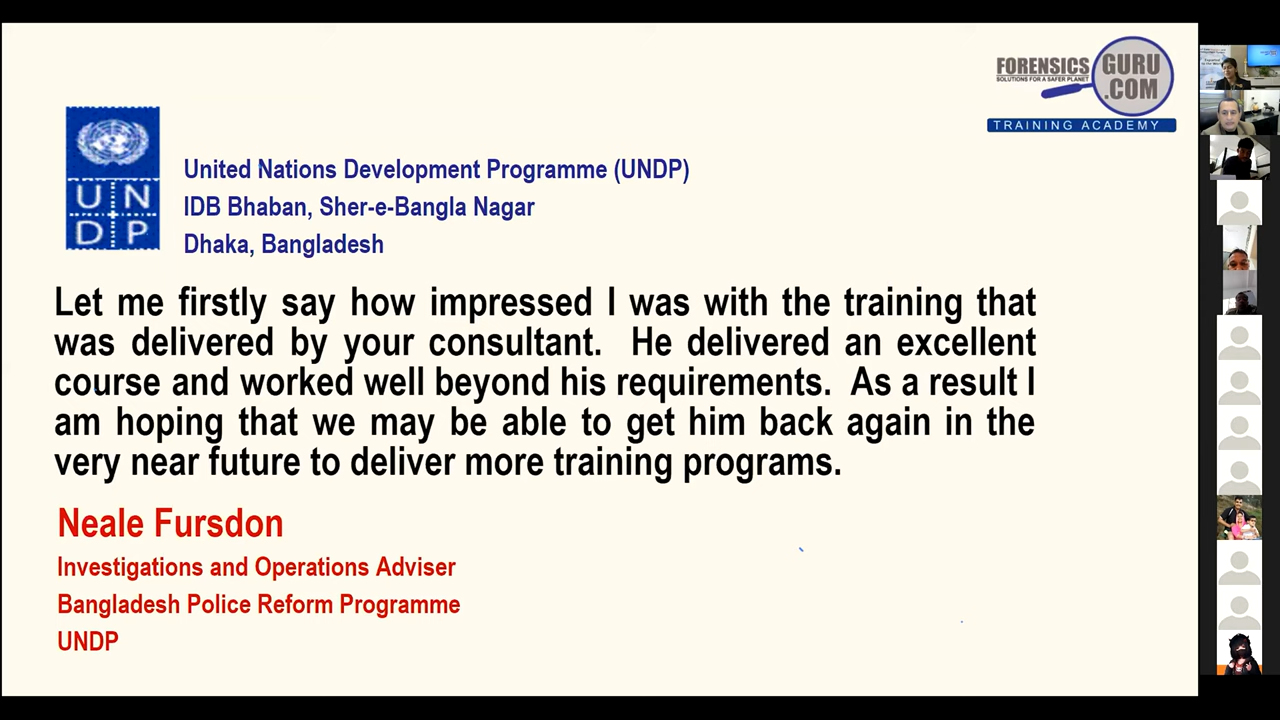 FORENSICS GURU
SOLUTIONS FOR A SAFER PLANET .COM
TRAINING ACADEMY
UN
DP
United Nations Development Programme (UNDP)
IDB Bhaban, Sher-e-Bangla Nagar
Dhaka, Bangladesh
Let me firstly say how impressed I was with the training that
was delivered by your consultant. He delivered an excellent
course and worked well beyond his requirements. As a result I
am hoping that we may be able to get him back again in the
very near future to deliver more training programs.
Neale Fursdon
Investigations and Operations Adviser
Bangladesh Police Reform Programme
UNDP